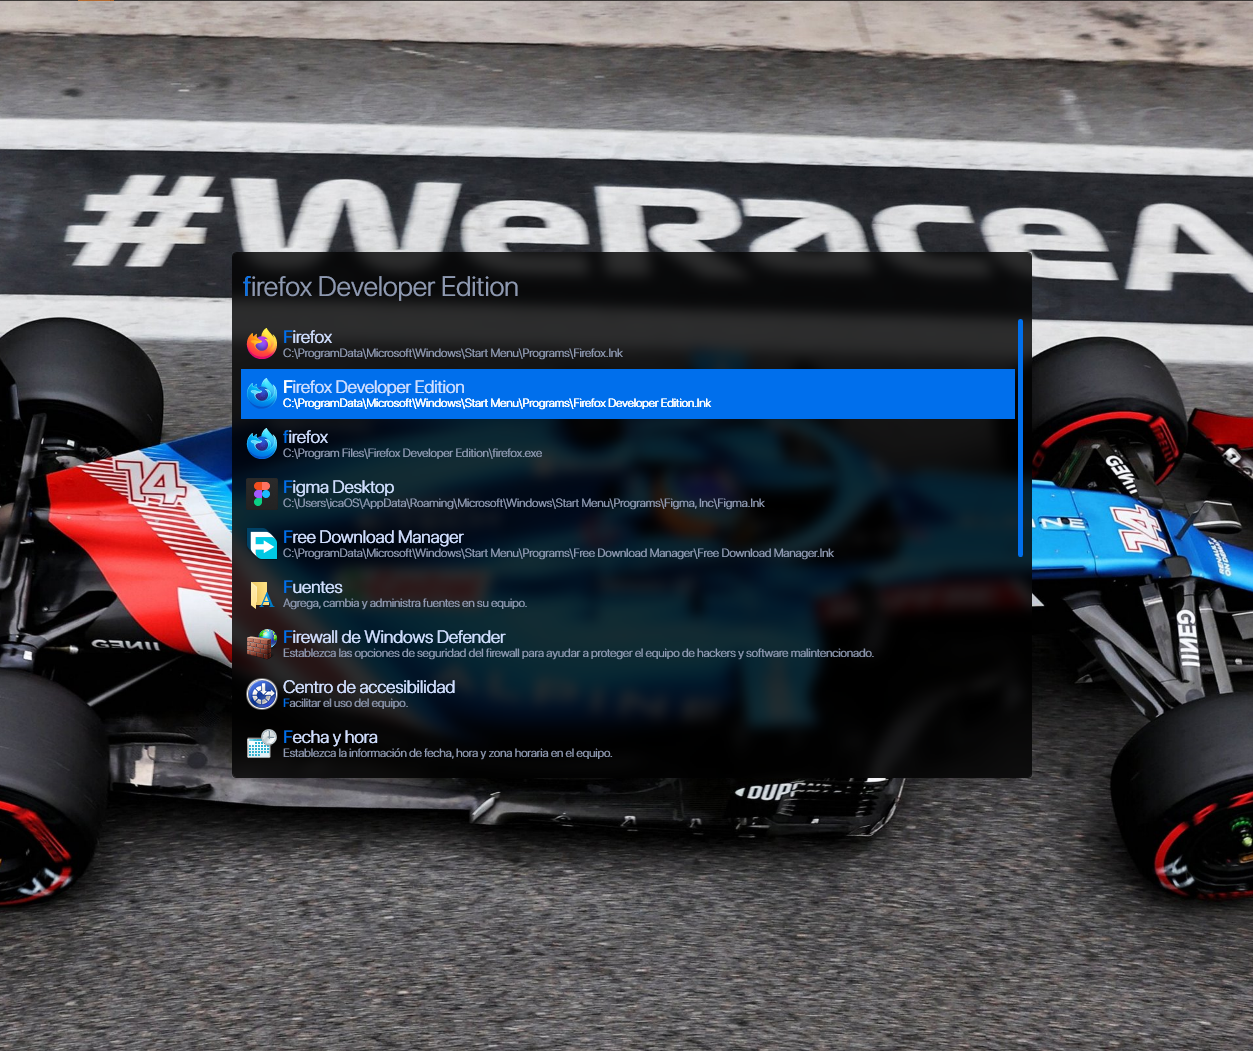 #WeRaceA
firefox Developer Edition
Firefox
C:\ProgramData\Microsoft\Windows\Start Menu\Programs\Firefox.lnk
Firefox Developer Edition
C:\ProgramData\Microsoft\Windows\Start Menu\Programs\Firefox Developer Edition.lnk
firefox
C:\Program Files\Firefox Developer Edition\firefox.exe
Figma Desktop
C:\Users\icaOS\AppData\Roaming\Microsoft\Windows\Start Menu\Programs\Figma, Inc\Figma.lnk
Free Download Manager
C:\ProgramData\Microsoft\Windows\Start Menu\Programs\Free Download Manager\Free Download Manager.lnk
Fuentes
Agrega, cambia y administra fuentes en su equipo.
Firewall de Windows Defender
Establezca las opciones de seguridad del firewall para ayudar a proteger el equipo de hackers y software malintencionado.
Centro de accesibilidad
Facilitar el uso del equipo.
Fecha y hora
Establezca la información de fecha, hora y zona horaria en el equipo.
14
GENII
14
GENII
GENII